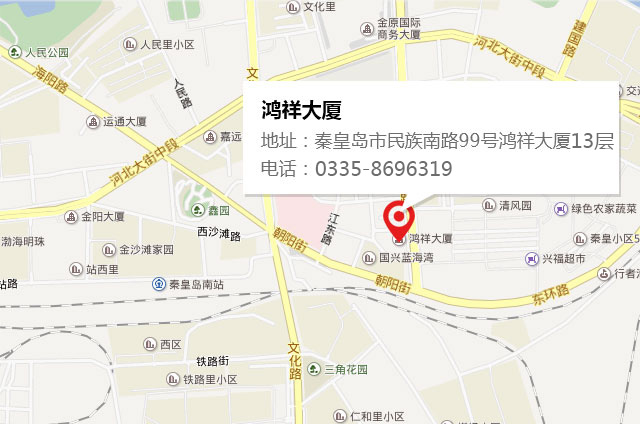 文化里
金原国际
商务大厦
建国路
人民公园
人民里小区
河北大街中段
海阳路
人民路
鸿祥大厦
地址：秦皇岛市民族南路99号鸿祥大厦13层
电话：0335-8696319
运通大厦
嘉远
河北大街中段
鑫园
清风园
绿色农家蔬菜
金阳大厦
西沙滩路
江东路
渤海明珠
朝阳街
鸿祥大厦
秦皇小区5
金沙滩家园
国兴蓝海湾
兴福超市
站西里
行者
秦皇岛南站
朝阳街
东环路
西区
文化路
铁路街
三角花园
铁路里小区
仁和里小区